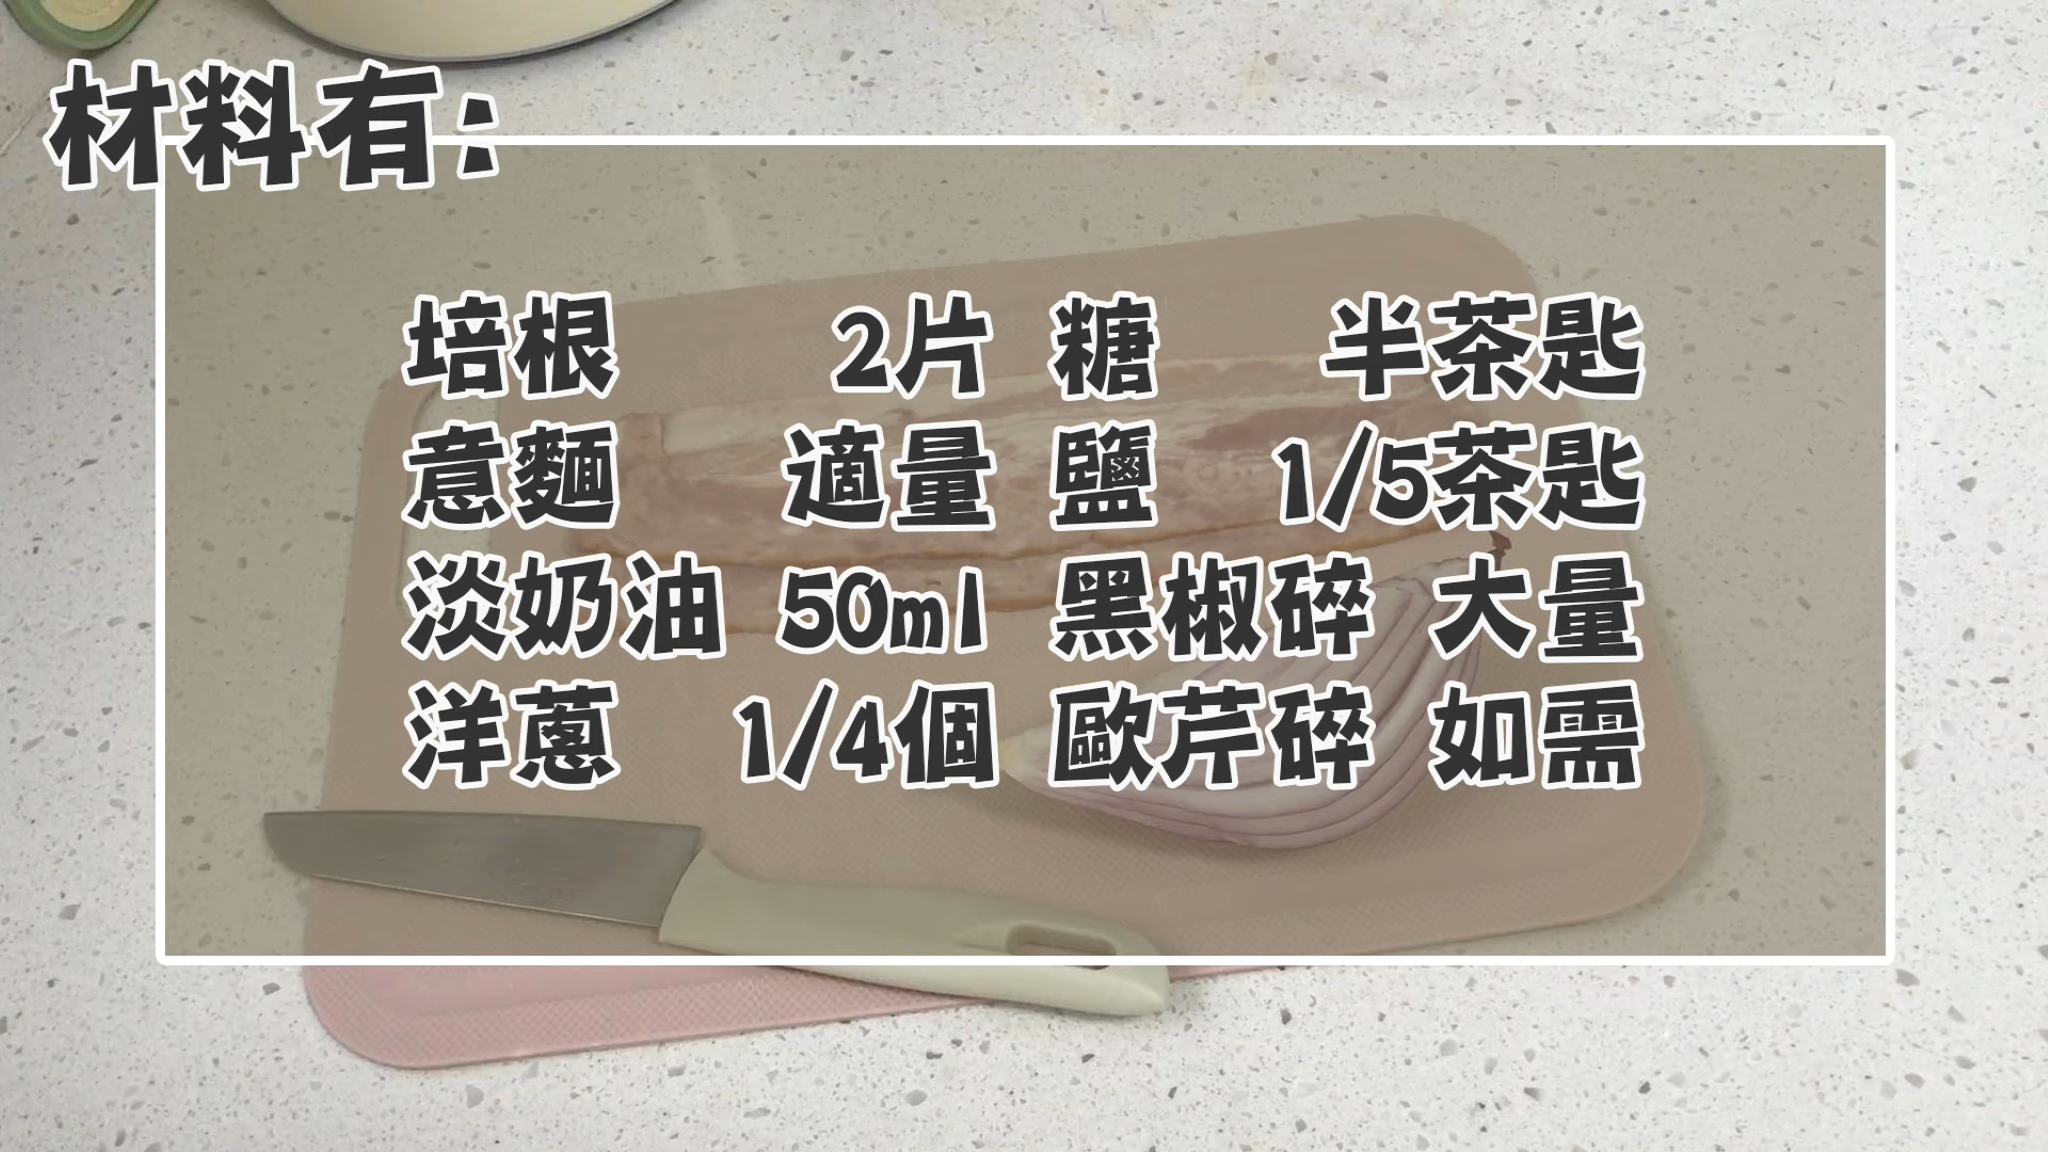 材料有:
培根 2片 糖 半茶匙
意麵 適量 鹽 1/5茶匙
淡奶油 50ml 黑椒碎 大量
洋蔥 1/4個 歐芹碎 如需